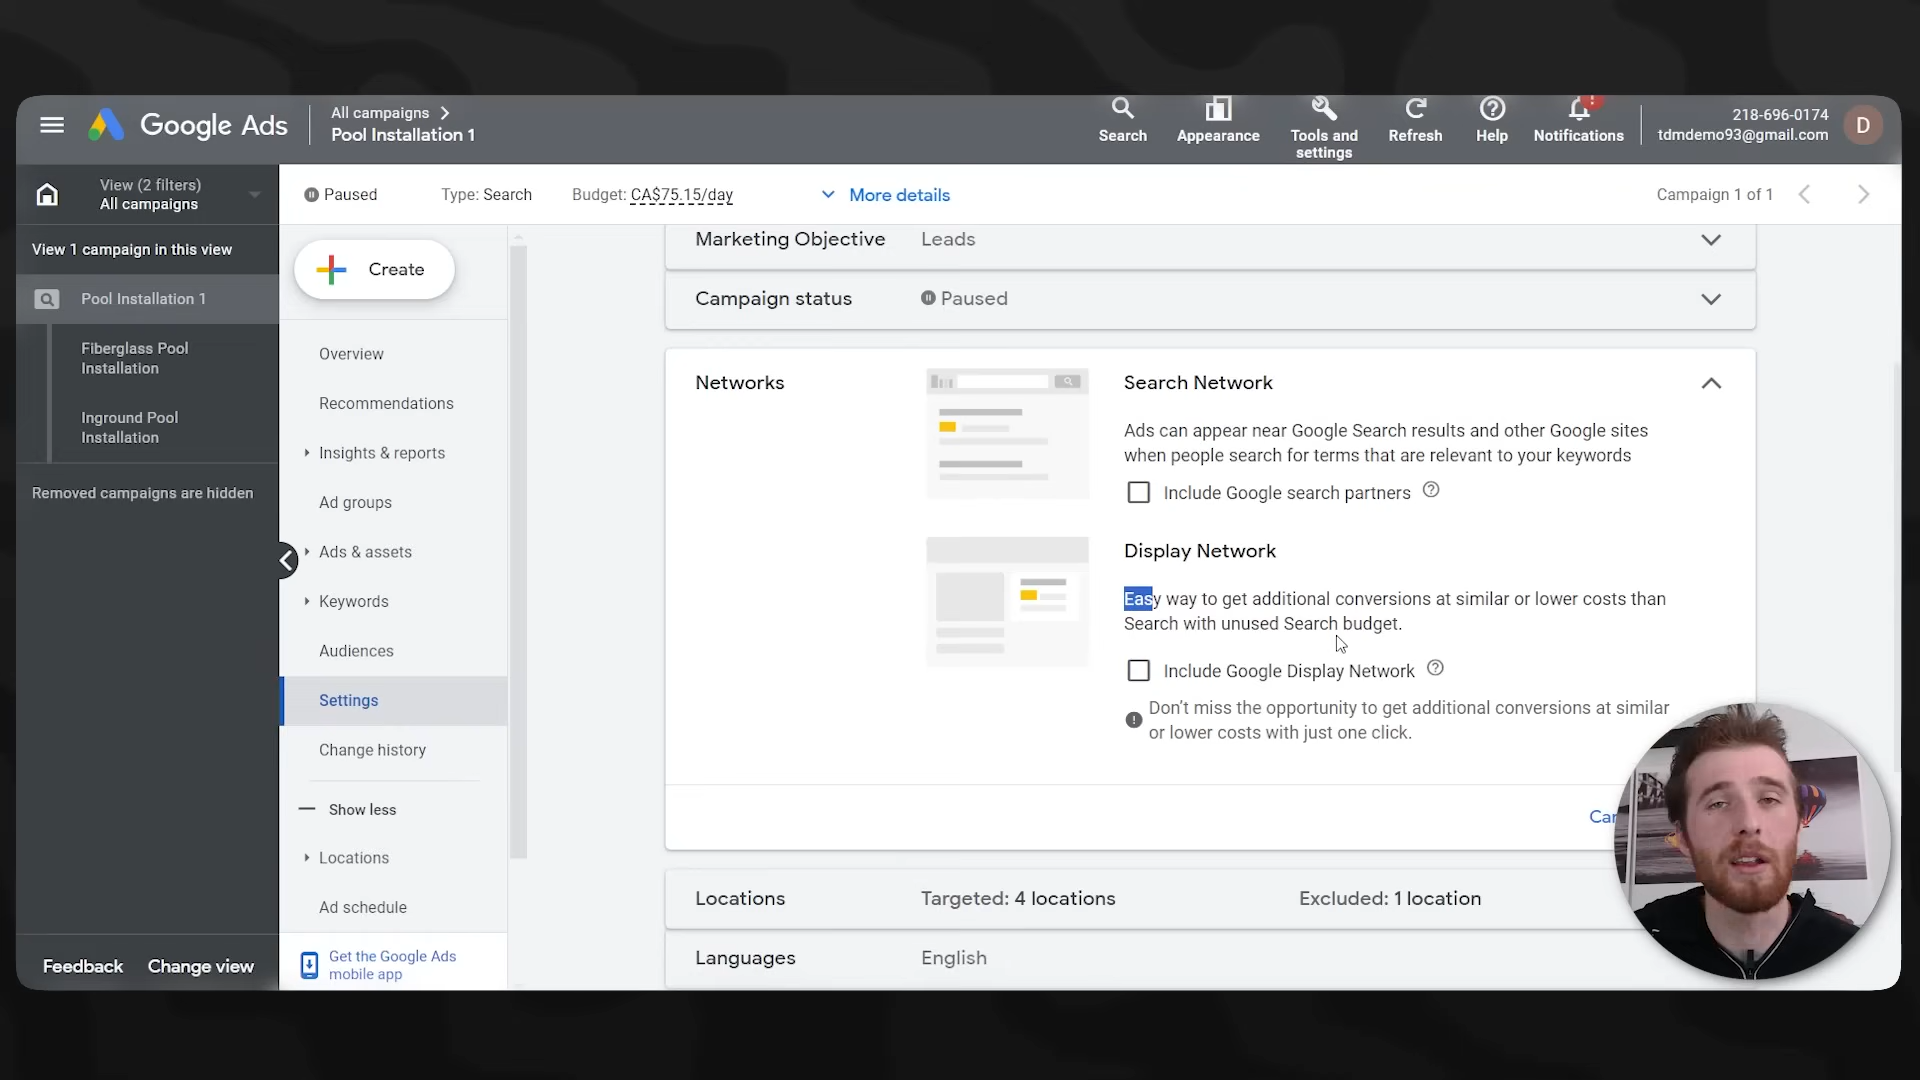 Google Ads
All campaigns
Pool Installation 1
Search
Appearance
Tools and
settings
Refresh
Help
Notifications
218-696-0174
tdmdemo93@gmail.com
D
View (2 filters)
All campaigns
Paused
Type: Search
Budget: CA$75.15/day
More details
Campaign 1 of 1
View 1 campaign in this view
Pool Installation 1
Fiberglass Pool
Installation
Inground Pool
Installation
Removed campaigns are hidden
Feedback
Change view
Create
Overview
Recommendations
Insights & reports
Ad groups
Ads & assets
Keywords
Audiences
Settings
Change history
Show less
Locations
Ad schedule
Get the Google Ads
mobile app
Marketing Objective
Leads
Campaign status
Paused
Networks
Search Network
Ads can appear near Google Search results and other Google sites
when people search for terms that are relevant to your keywords
Include Google search partners
Display Network
Easy way to get additional conversions at similar or lower costs than
Search with unused Search budget.
Include Google Display Network
Don't miss the opportunity to get additional conversions at similar
or lower costs with just one click.
Locations
Targeted: 4 locations
Excluded: 1 location
Languages
English